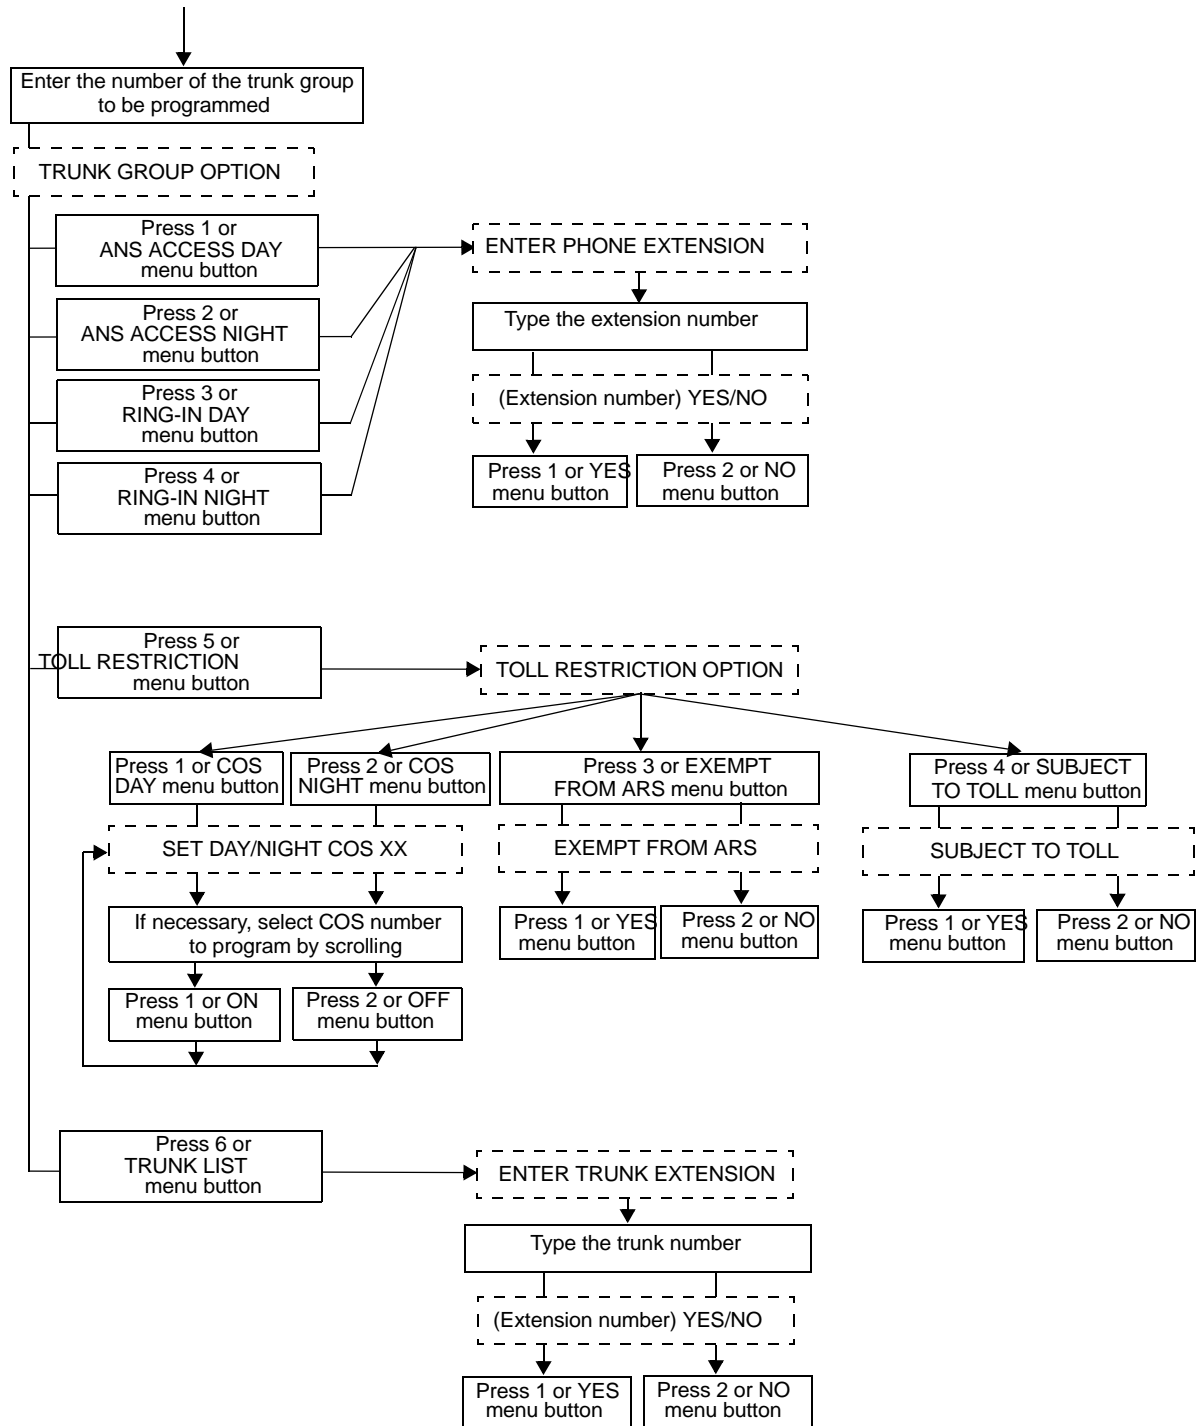 Enter the number of the trunk group
to be programmed
TRUNK GROUP OPTION
Press 1 or
ANS ACCESS DAY
menu button
Press 2 or
ANS ACCESS NIGHT
menu button
Press 3 or
RING-IN DAY
menu button
Press 4 or
RING-IN NIGHT
menu button
ENTER PHONE EXTENSION
Type the extension number
(Extension number) YES/NO
Press 1 or YES
menu button
Press 2 or NO
menu button
Press 5 or
TOLL RESTRICTION
menu button
TOLL RESTRICTION OPTION
Press 1 or COS
DAY menu button
Press 2 or COS
NIGHT menu button
Press 3 or EXEMPT
FROM ARS menu button
Press 4 or SUBJECT
TO TOLL menu button
SET DAY/NIGHT COS XX
EXEMPT FROM ARS
SUBJECT TO TOLL
If necessary, select COS number
to program by scrolling
Press 1 or YES
menu button
Press 2 or NO
menu button
Press 1 or YES
menu button
Press 2 or NO
menu button
Press 1 or ON
menu button
Press 2 or OFF
menu button
Press 6 or
TRUNK LIST
menu button
ENTER TRUNK EXTENSION
Type the trunk number
(Extension number) YES/NO
Press 1 or YES
menu button
Press 2 or NO
menu button